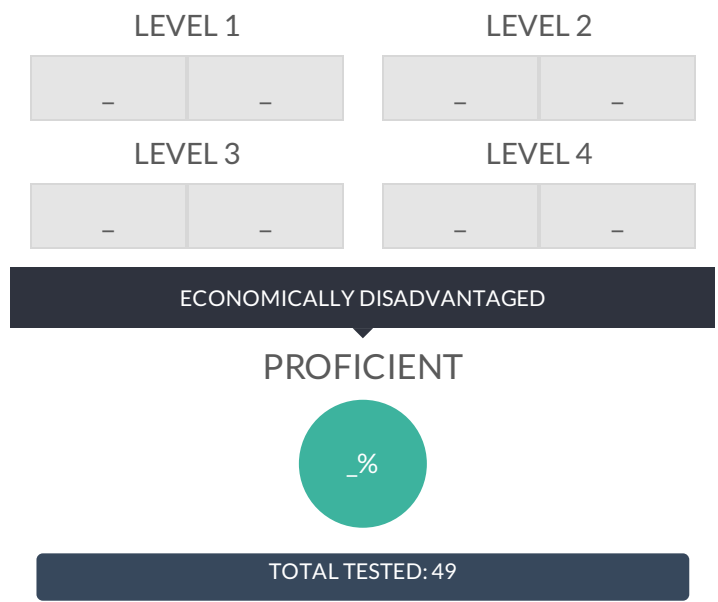 LEVEL 1 LEVEL 2
_ _ _ _
LEVEL 3 LEVEL 4
_ _ _ _
ECONOMICALLY DISADVANTAGED
PROFICIENT
_%
TOTAL TESTED: 49